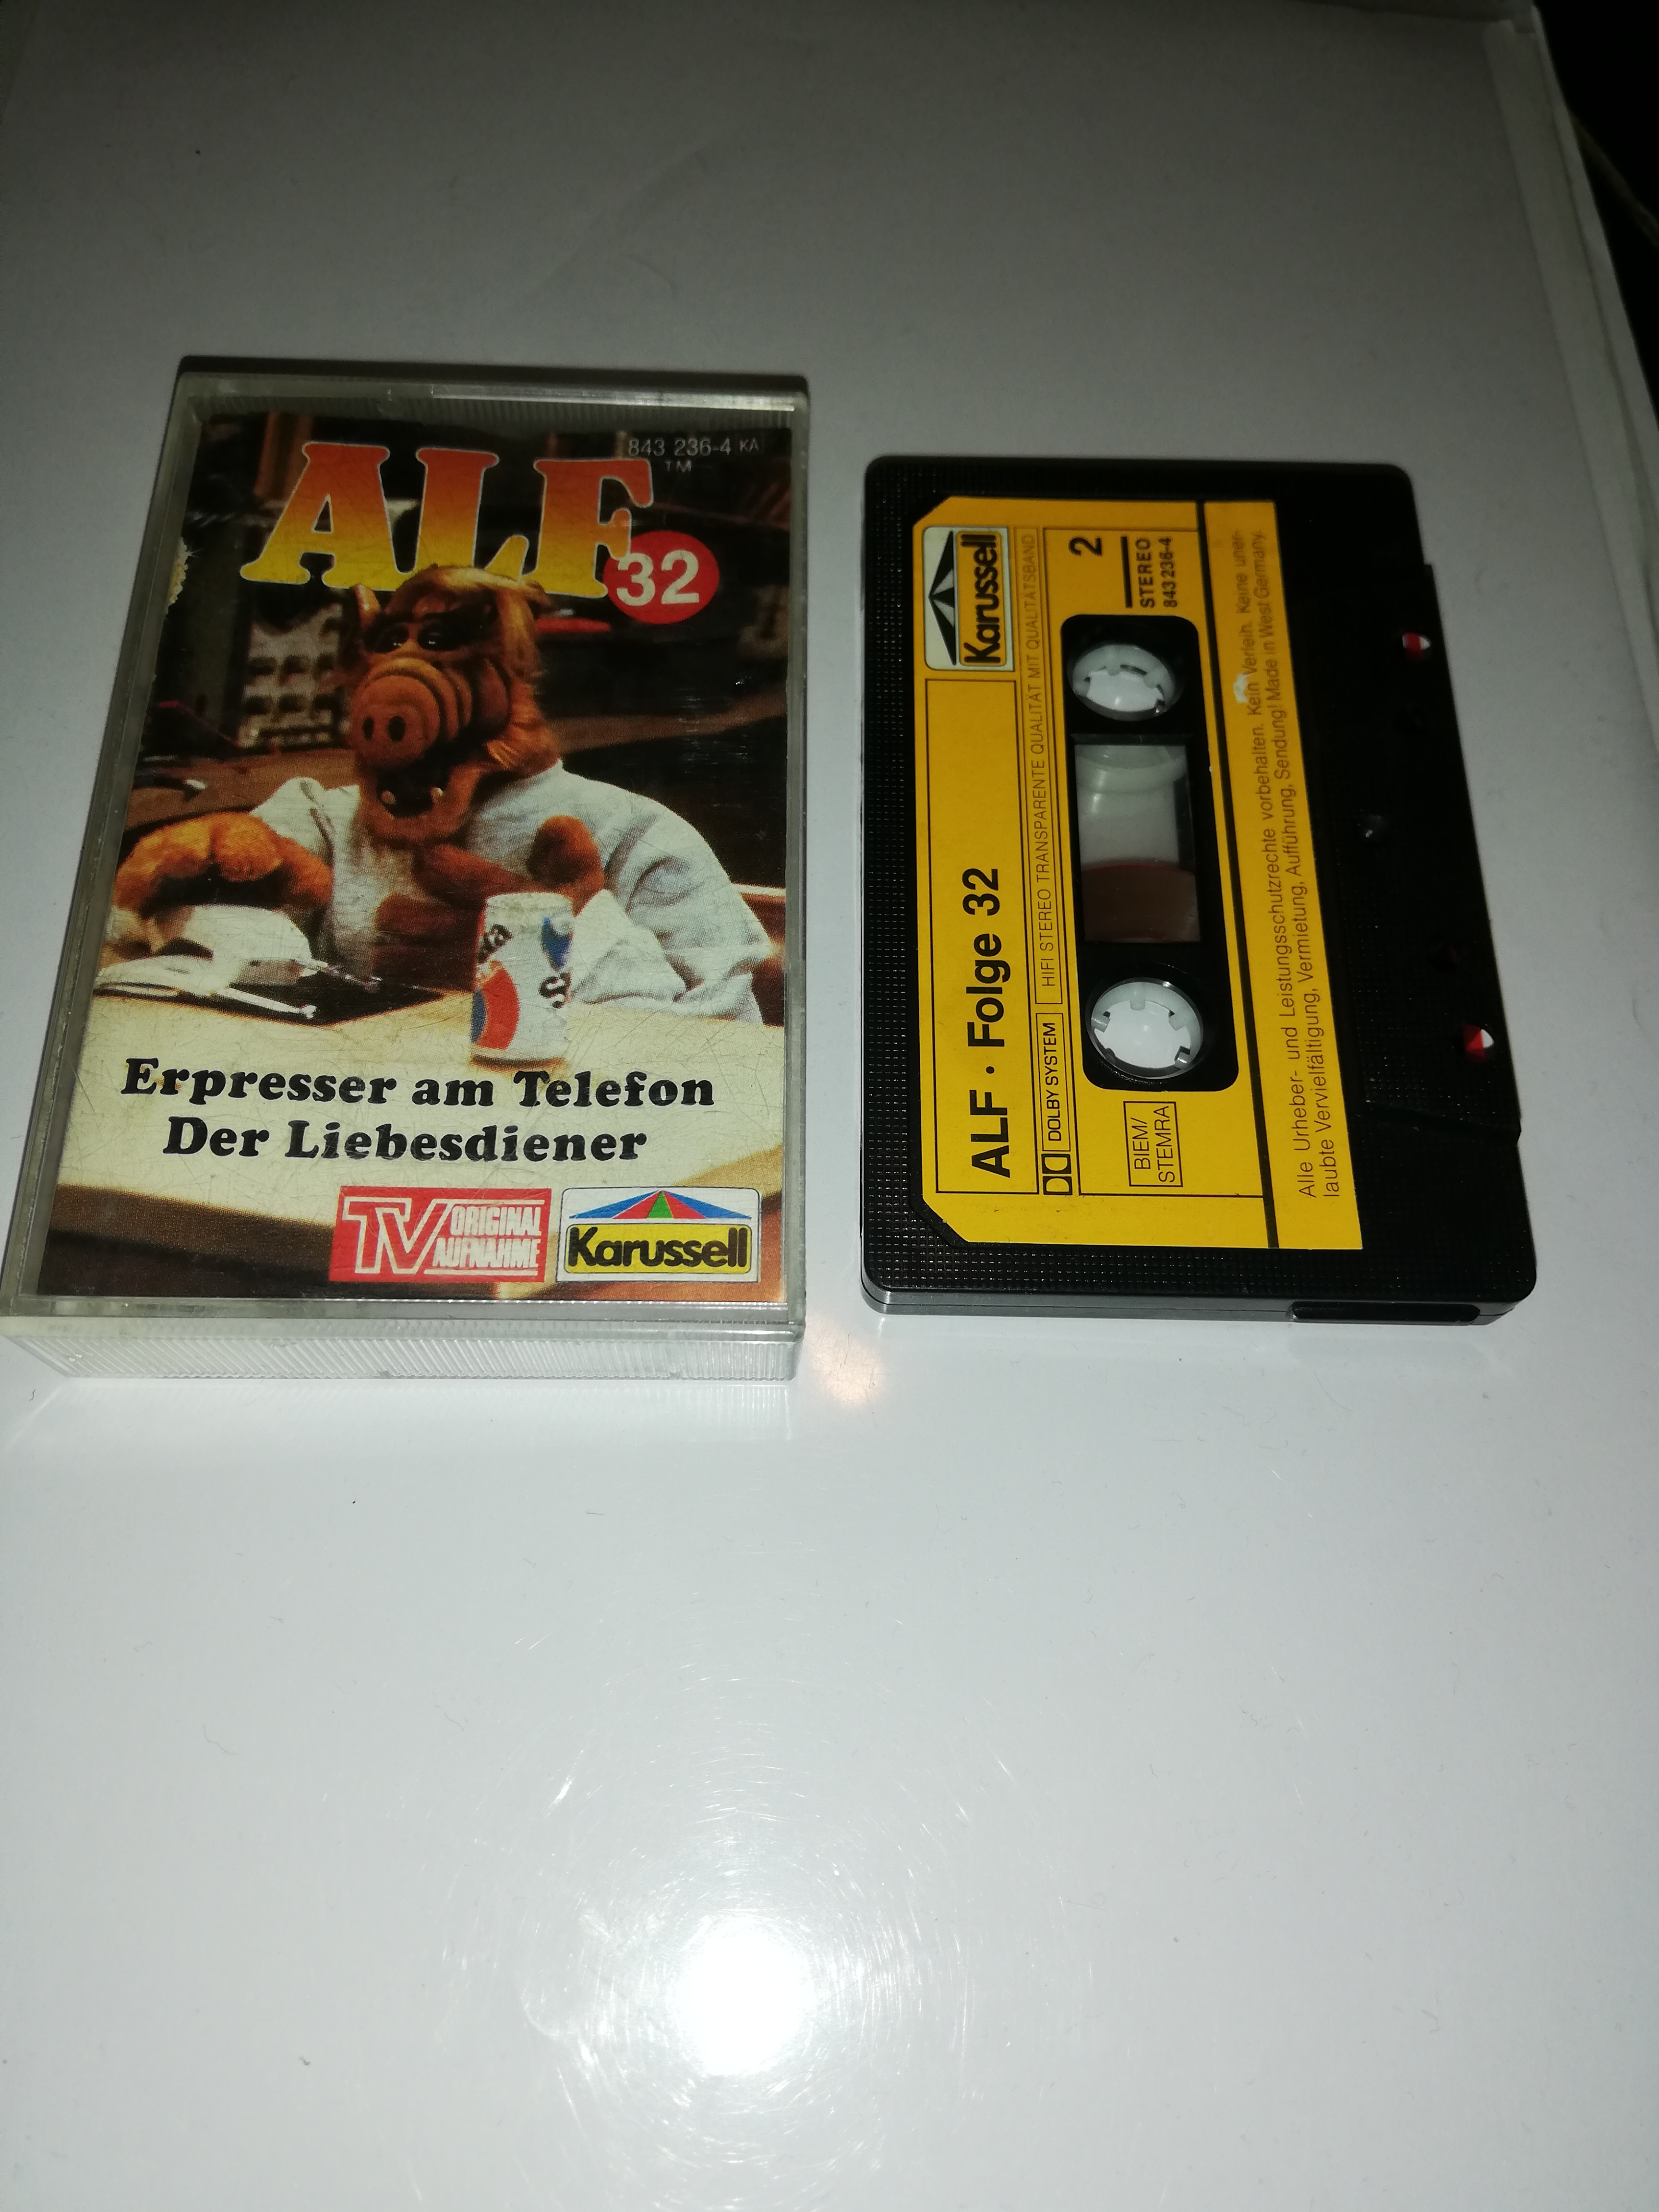 843 236-4 KA
TM
ALF
32
Erpresser am Telefon
Der Liebesdiener
TV ORIGINAL
AUFNAHME
Karussell
Karussell
ALF · Folge 32
DOLBY SYSTEM
HIFI STEREO TRANSPARENTE QUALITÄT MIT QUALITÄTSBAND
2
STEREO
843 236-4
BIEM/
STEMRA
Alle Urheber- und Leistungsschutzrechte vorbehalten. Kein Verleih. Keine uner-
laubte Vervielfältigung, Vermietung, Aufführung, Sendung! Made in West Germany.